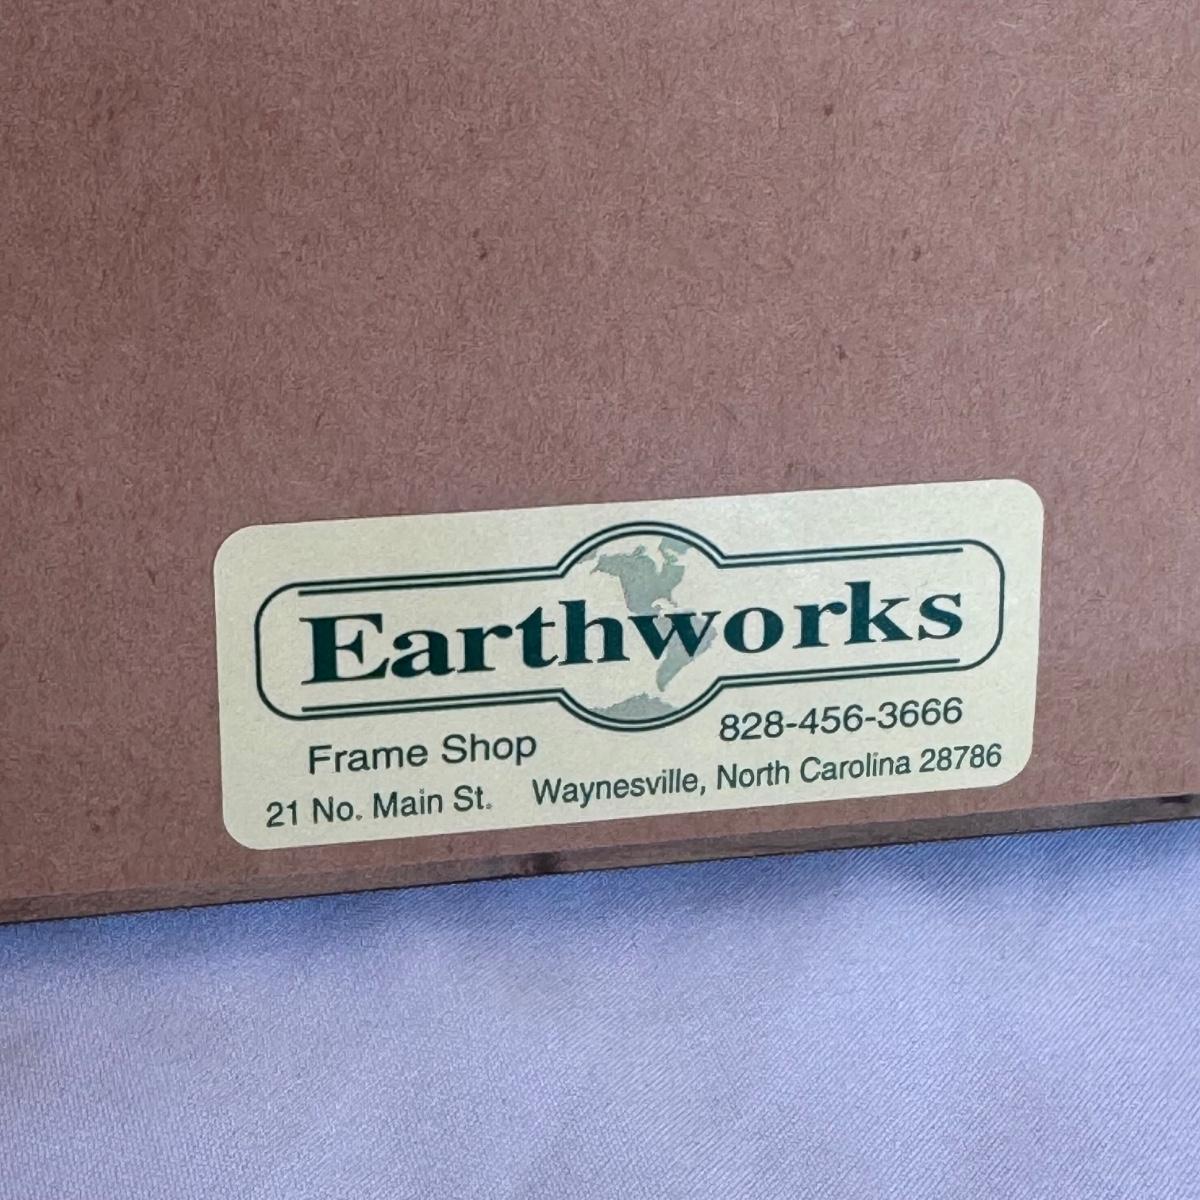 Earthworks
Frame Shop 828-456-3666
21 No. Main St. Waynesville, North Carolina 28786